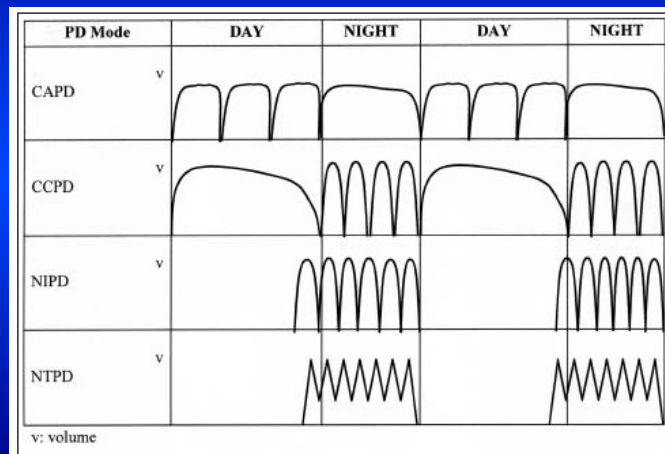 PD Mode DAY NIGHT DAY NIGHT
CAPD v
CCPD v
NIPD v
NTPD v
v: volume